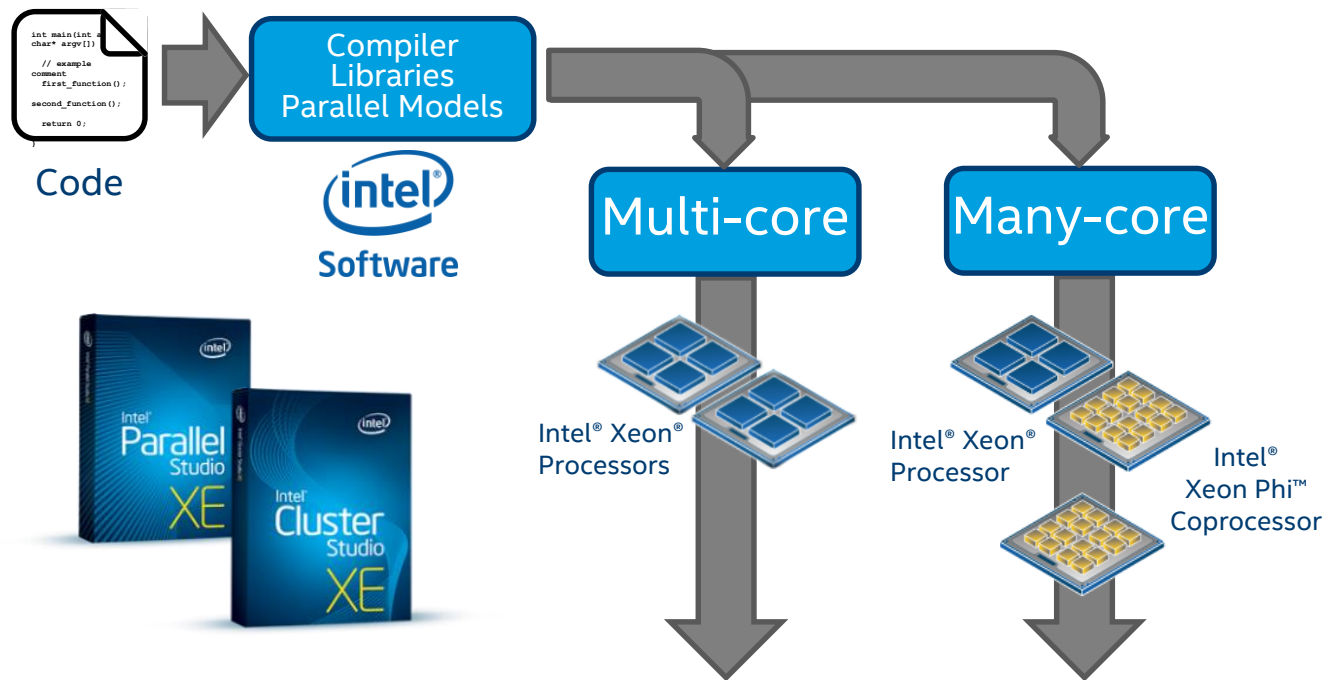 int main(int a
char* argv[])
// example
comment
first_function();
second_function();
return 0;
}
Code
Compiler
Libraries
Parallel Models
intel®
Software
Multi-core
Many-core
intel
Intel®
Parallel
Studio
XE
intel
Intel®
Cluster
Studio
XE
Intel® Xeon®
Processors
Intel® Xeon®
Processor
Intel®
Xeon Phi™
Coprocessor